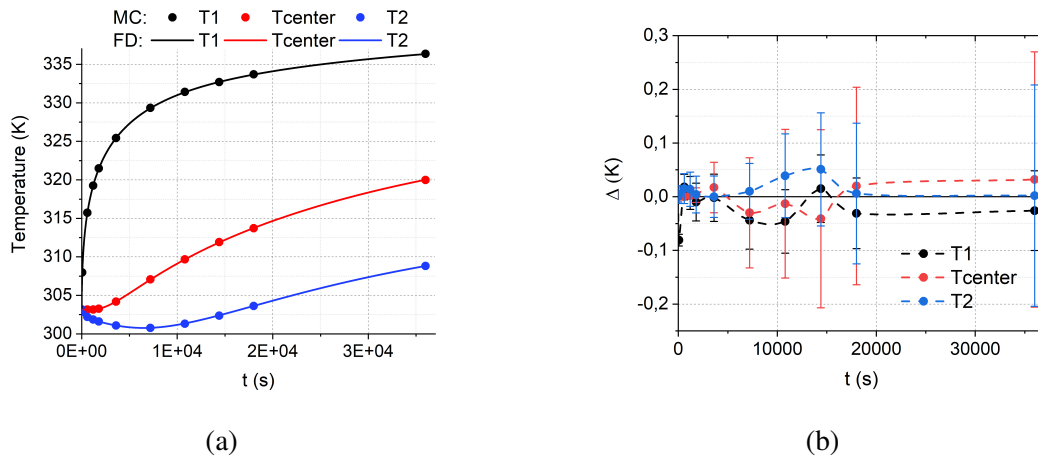 MC: T1 Tcenter T2
FD: T1 Tcenter T2
335
330
325
320
315
310
305
300
Temperature (K)
0E+00 1E+04 2E+04 3E+04
t (s)
(a)
0,3
0,2
0,1
0,0
-0,1
-0,2
Δ (K)
T1
Tcenter
T2
0 10000 20000 30000
t (s)
(b)